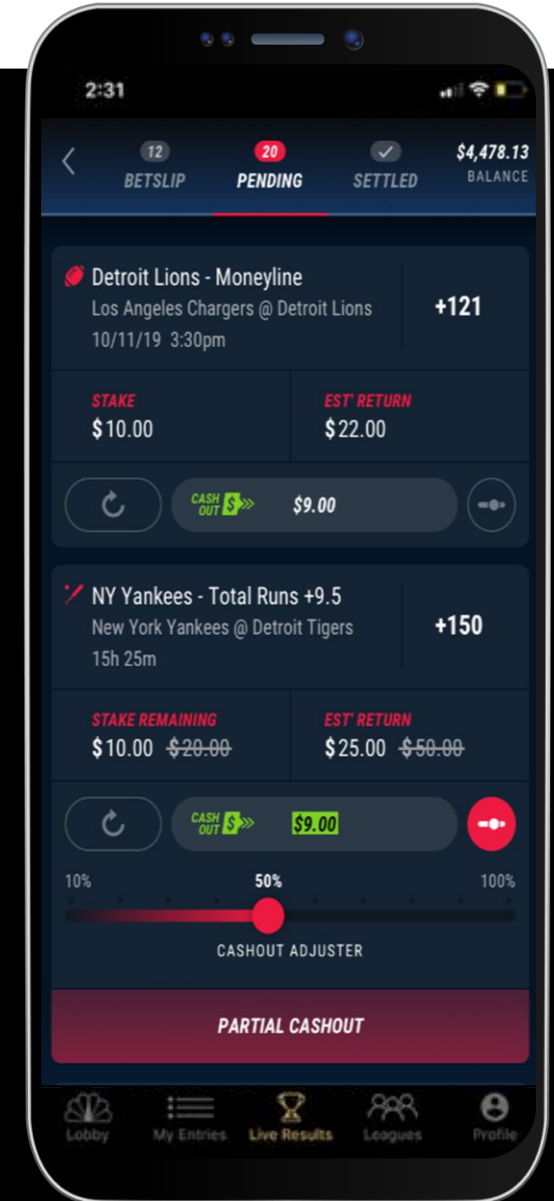 2:31
12
BETSLIP
20
PENDING
SETTLED
$4,478.13
BALANCE
Detroit Lions - Moneyline
+121
Los Angeles Chargers @ Detroit Lions
10/11/19 3:30pm
STAKE
$10.00
EST' RETURN
$22.00
CASH OUT $ $9.00
NY Yankees - Total Runs +9.5
+150
New York Yankees @ Detroit Tigers
15h 25m
STAKE REMAINING
$10.00 $20.00
EST' RETURN
$25.00 $50.00
CASH OUT $ $9.00
10% 50% 100%
CASHOUT ADJUSTER
PARTIAL CASHOUT
Lobby My Entries Live Results Leagues Profile